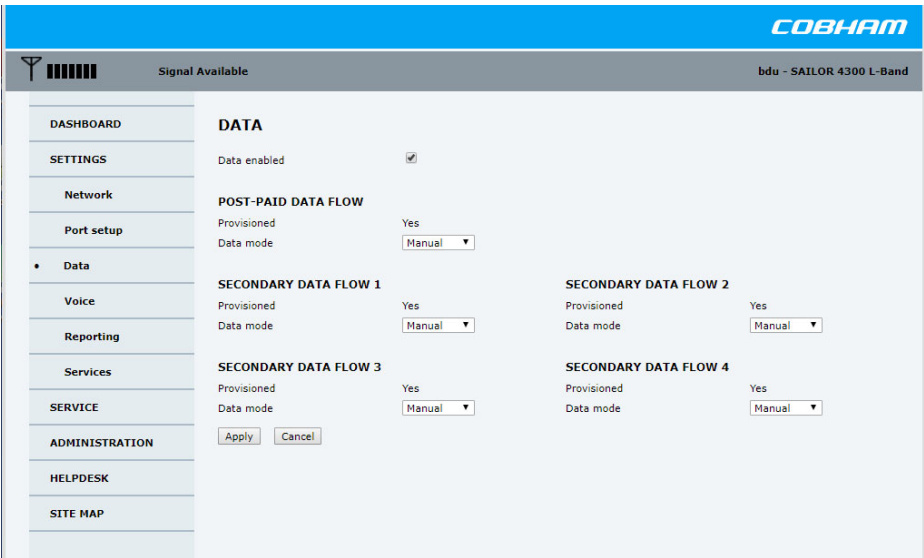 COBHAM
Signal Available
bdu - SAILOR 4300 L-Band
DASHBOARD
SETTINGS
Network
Port setup
• Data
Voice
Reporting
Services
SERVICE
ADMINISTRATION
HELPDESK
SITE MAP
DATA
Data enabled
POST-PAID DATA FLOW
Provisioned Yes
Data mode Manual
SECONDARY DATA FLOW 1
Provisioned Yes
Data mode Manual
SECONDARY DATA FLOW 2
Provisioned Yes
Data mode Manual
SECONDARY DATA FLOW 3
Provisioned Yes
Data mode Manual
SECONDARY DATA FLOW 4
Provisioned Yes
Data mode Manual
Apply Cancel